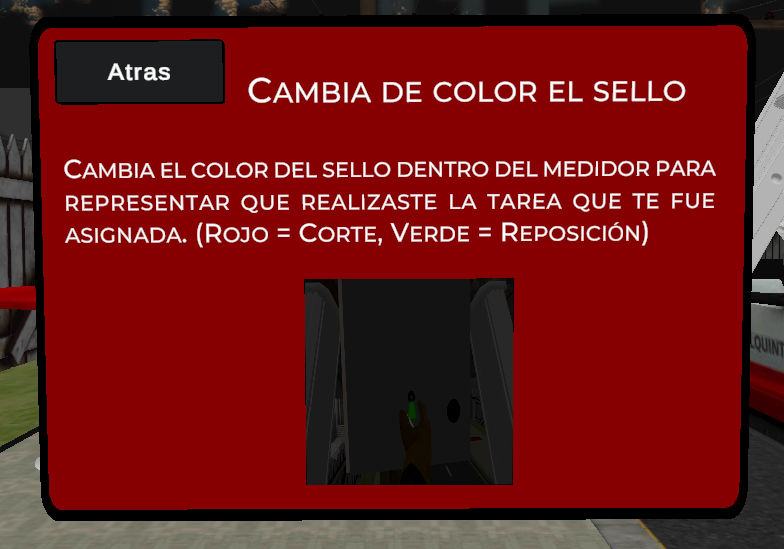 Atras
CAMBIA DE COLOR EL SELLO
CAMBIA EL COLOR DEL SELLO DENTRO DEL MEDIDOR PARA
REPRESENTAR QUE REALIZASTE LA TAREA QUE TE FUE
ASIGNADA. (ROJO = CORTE, VERDE = REPOSICIÓN)